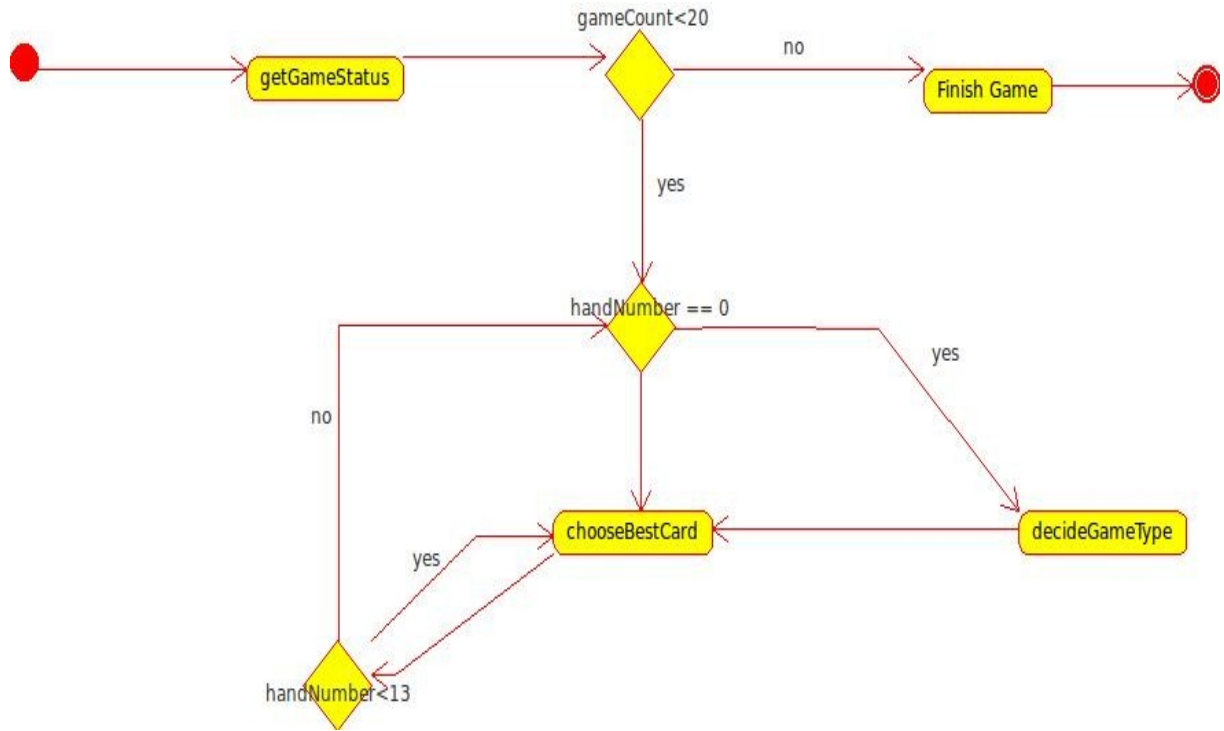 gameCount<20
getGameStatus
no
Finish Game
yes
handNumber == 0
yes
no
chooseBestCard
decideGameType
yes
handNumber<13